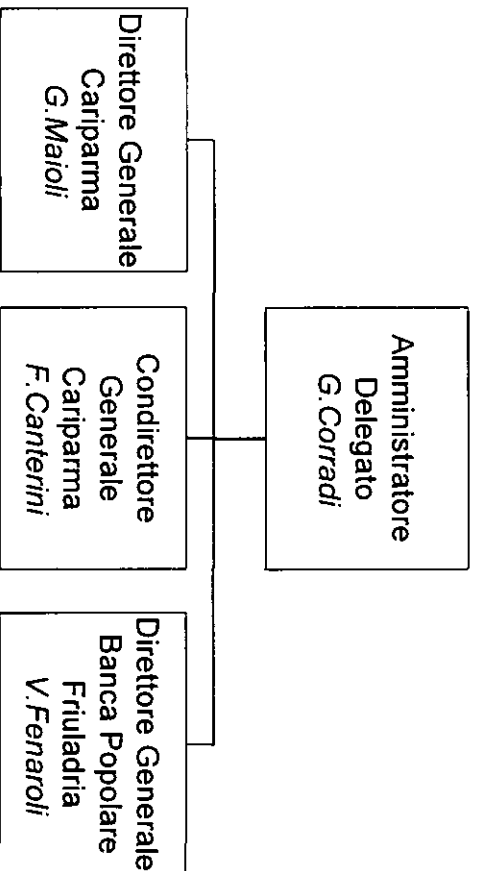 Amministratore
Delegato
G.Corradi
Direttore Generale
Cariparma
G.Maioli
Condirettore
Generale
Cariparma
F.Canterini
Direttore Generale
Banca Popolare
Friuladria
V.Fenaroli